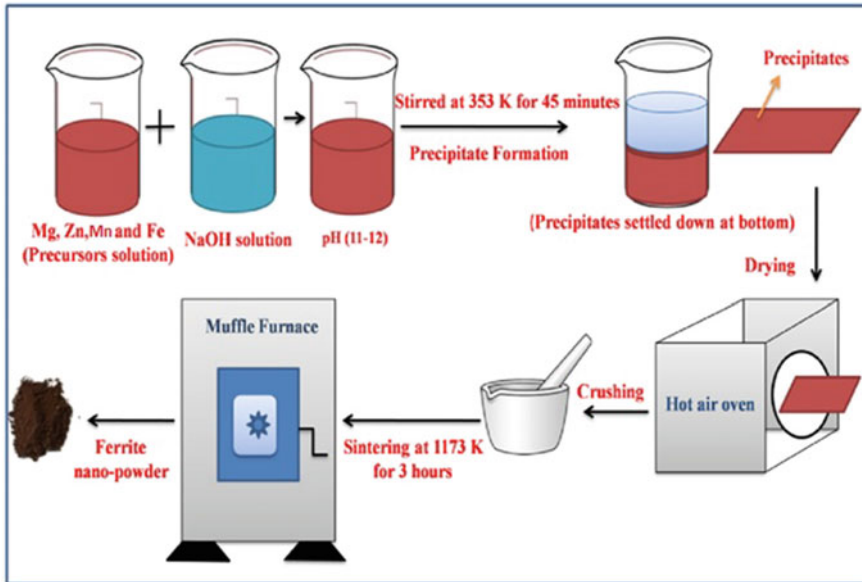 Precipitates
Stirred at 353 K for 45 minutes
Precipitate Formation
Mg, Zn,Mn and Fe
(Precursors solution)
NaOH solution
pH (11-12)
(Precipitates settled down at bottom)
Drying
Hot air oven
Crushing
Sintering at 1173 K
for 3 hours
Muffle Furnace
Ferrite
nano-powder